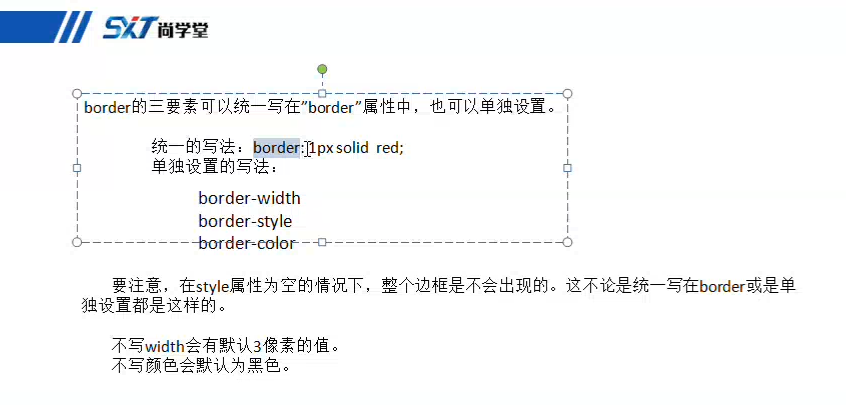 SXT 尚学堂
border的三要素可以统一写在”border”属性中，也可以单独设置。
统一的写法：border: 1px solid red;
单独设置的写法：
border-width
border-style
border-color
要注意，在style属性为空的情况下，整个边框是不会出现的。这不论是统一写在border或是单
独设置都是这样的。
不写width会有默认3像素的值。
不写颜色会默认为黑色。